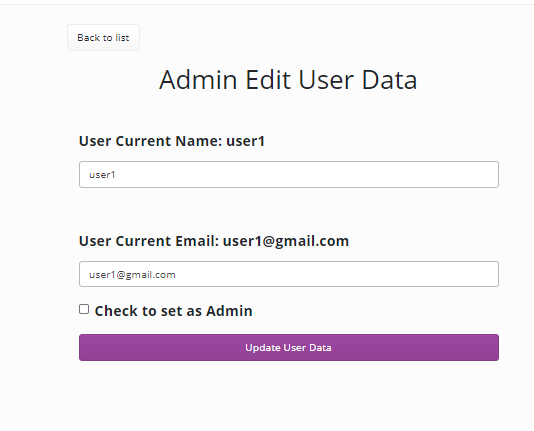 Back to list
Admin Edit User Data
User Current Name: user1
user1
User Current Email: user1@gmail.com
user1@gmail.com
Check to set as Admin
Update User Data